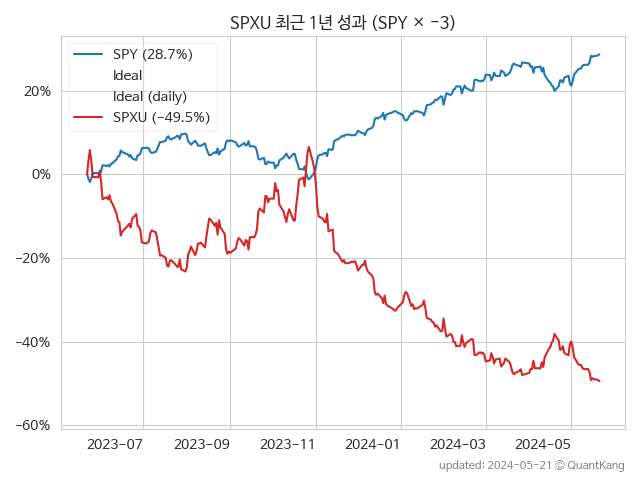 SPXU 최근 1년 성과 (SPY × −3)
SPY (28.7%)
Ideal
Ideal (daily)
SPXU (−49.5%)
20%
0%
−20%
−40%
−60%
2023−07
2023−09
2023−11
2024−01
2024−03
2024−05
updated: 2024−05−21 © QuantKang